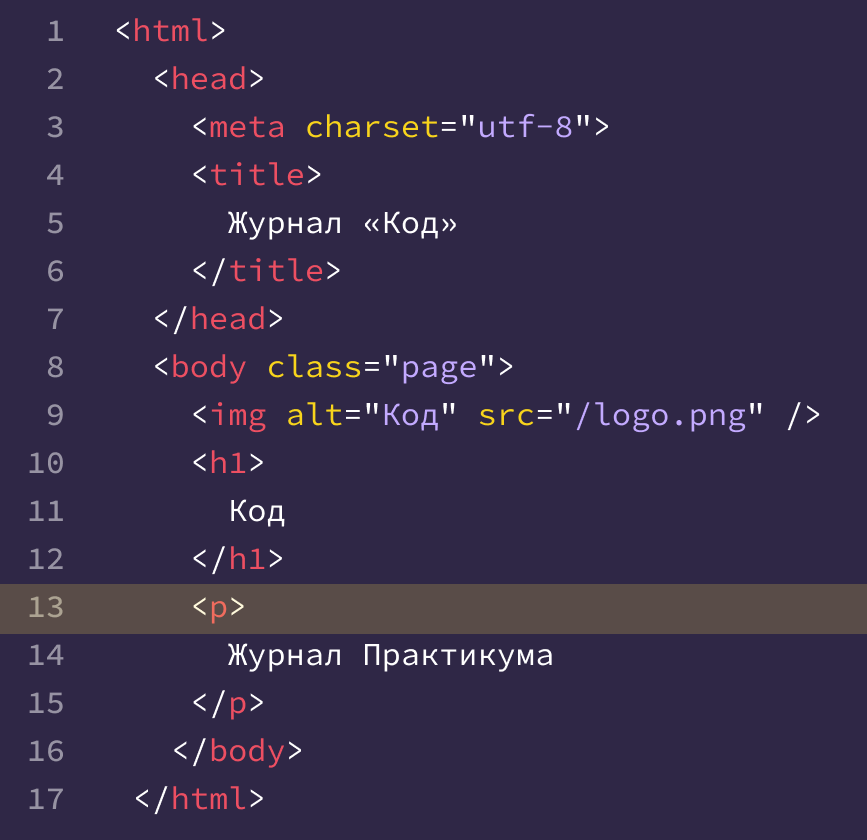 1 <html>
2 <head>
3 <meta charset="utf-8">
4 <title>
5 Журнал «Код»
6 </title>
7 </head>
8 <body class="page">
9 <img alt="Код" src="/logo.png" />
10 <h1>
11 Код
12 </h1>
13 <p>
14 Журнал Практикума
15 </p>
16 </body>
17 </html>